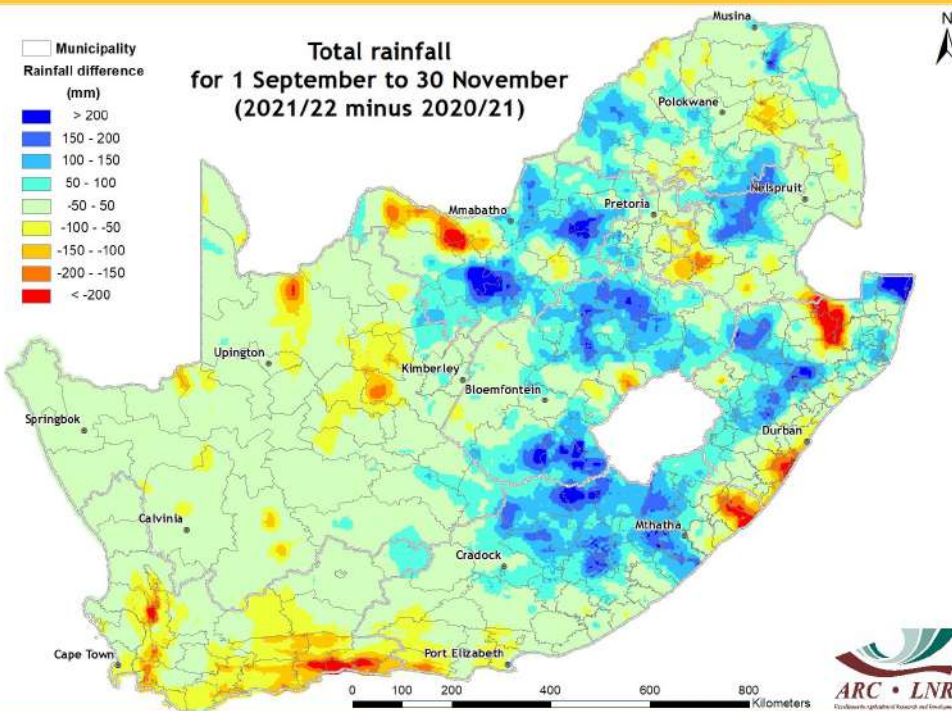 Total rainfall
for 1 September to 30 November
(2021/22 minus 2020/21)
N
Municipality
Rainfall difference
(mm)
> 200
150 - 200
100 - 150
50 - 100
-50 - 50
-100 - -50
-150 - -100
-200 - -150
< -200
Musina
Polokwane
Nelspruit
Pretoria
Mmabatho
Upington
Kimberley
Bloemfontein
Springbok
Durban
Calvinia
Mthatha
Cradock
Cape Town
Port Elizabeth
0 100 200 400 600 800
Kilometers
ARC • LNR